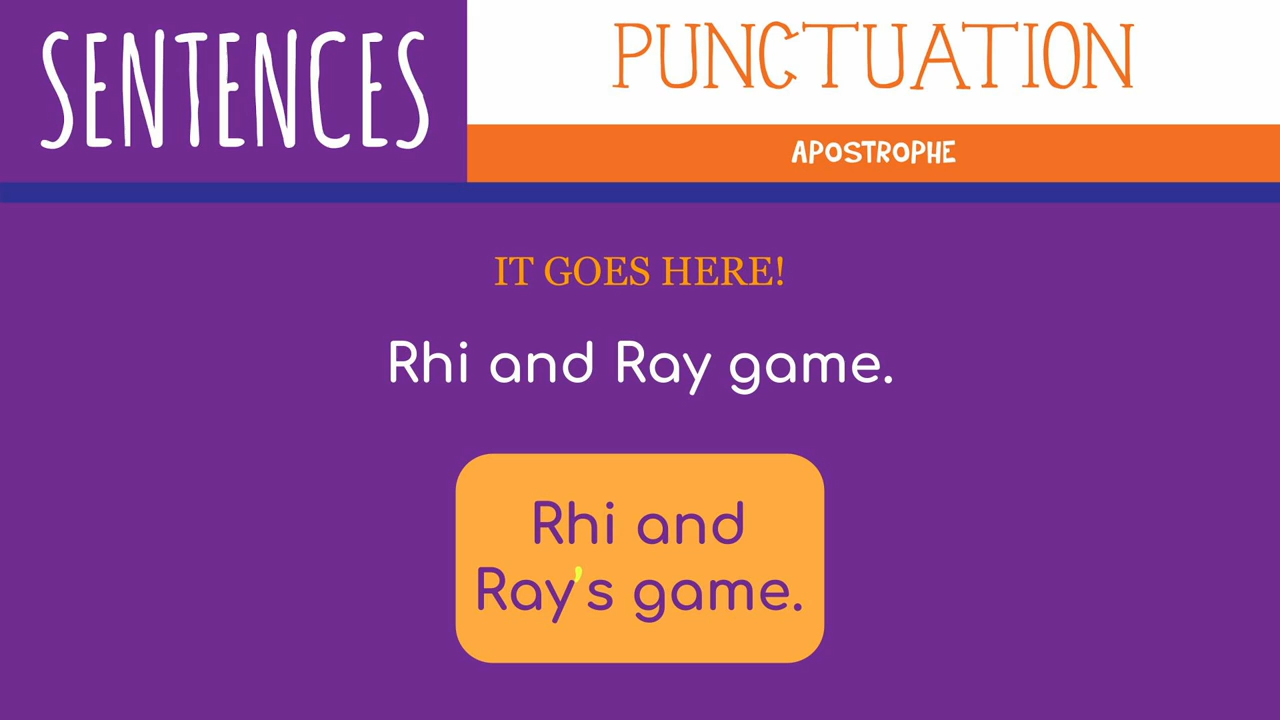 SENTENCES
PUNCTUATION
APOSTROPHE
IT GOES HERE!
Rhi and Ray game.
Rhi and
Ray's game.